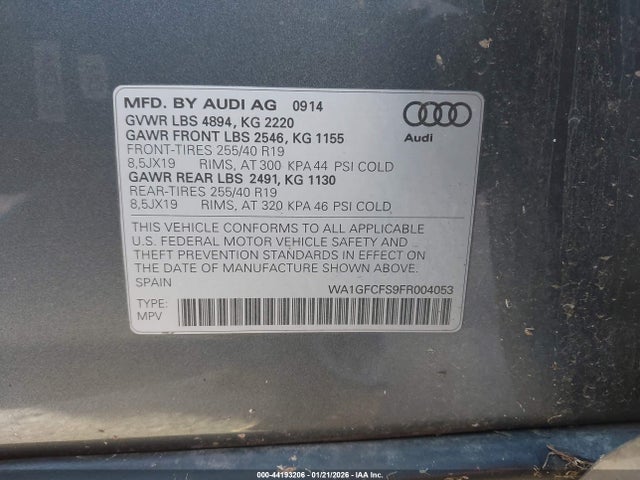 MFD. BY AUDI AG 0914
GVWR LBS 4894, KG 2220
GAWR FRONT LBS 2546, KG 1155
FRONT-TIRES 255/40 R19
8,5JX19 RIMS, AT 300 KPA 44 PSI COLD
GAWR REAR LBS 2491, KG 1130
REAR-TIRES 255/40 R19
8,5JX19 RIMS, AT 320 KPA 46 PSI COLD
Audi
THIS VEHICLE CONFORMS TO ALL APPLICABLE
U.S. FEDERAL MOTOR VEHICLE SAFETY AND
THEFT PREVENTION STANDARDS IN EFFECT ON
THE DATE OF MANUFACTURE SHOWN ABOVE.
SPAIN WA1GFCFS9FR004053
TYPE:
MPV
000-44193206 - 01/21/2026 - IAAI.com